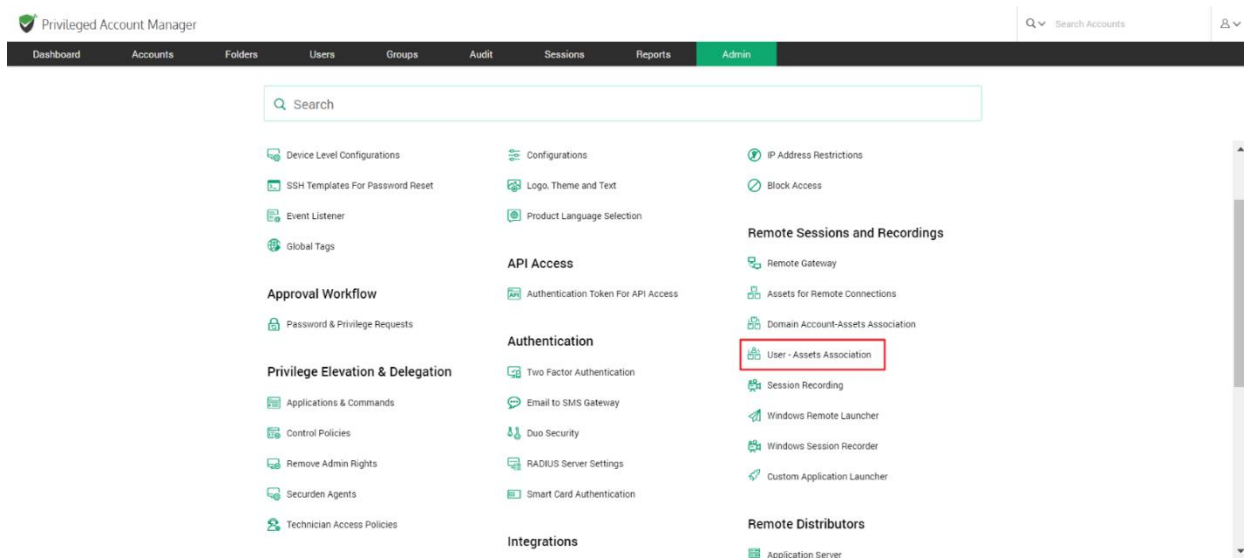 Privileged Account Manager
Search Accounts
Dashboard Accounts Folders Users Groups Audit Sessions Reports Admin
Search
Device Level Configurations
SSH Templates For Password Reset
Event Listener
Global Tags
Approval Workflow
Password & Privilege Requests
Privilege Elevation & Delegation
Applications & Commands
Control Policies
Remove Admin Rights
Securden Agents
Technician Access Policies
Configurations
Logo, Theme and Text
Product Language Selection
API Access
API
Authentication Token For API Access
Authentication
Two Factor Authentication
Email to SMS Gateway
Duo Security
RADIUS Server Settings
Smart Card Authentication
Integrations
IP Address Restrictions
Block Access
Remote Sessions and Recordings
Remote Gateway
Assets for Remote Connections
Domain Account-Assets Association
User - Assets Association
Session Recording
Windows Remote Launcher
Windows Session Recorder
Custom Application Launcher
Remote Distributors
Application Server